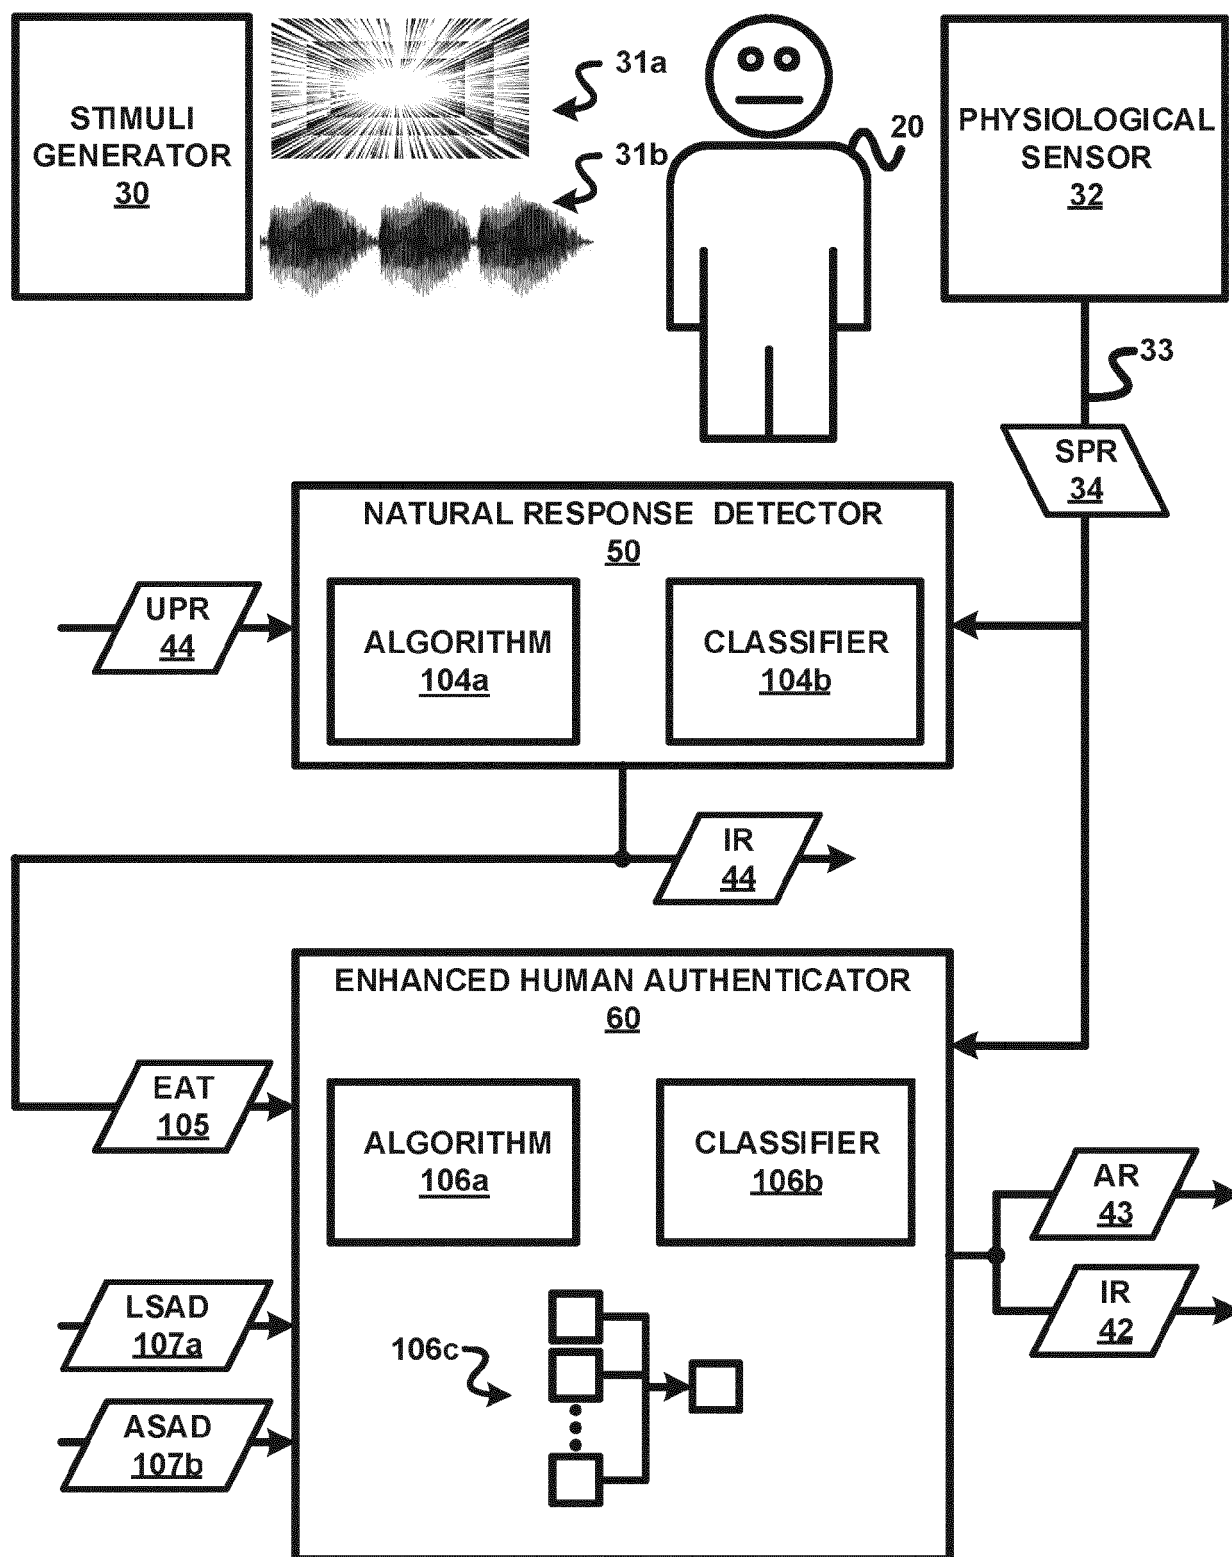 STIMULI
GENERATOR
30
31a
31b
20
PHYSIOLOGICAL
SENSOR
32
33
SPR
34
NATURAL RESPONSE DETECTOR
50
UPR
44
ALGORITHM
104a
CLASSIFIER
104b
IR
44
ENHANCED HUMAN AUTHENTICATOR
60
EAT
105
ALGORITHM
106a
CLASSIFIER
106b
AR
43
IR
42
LSAD
107a
106c
ASAD
107b